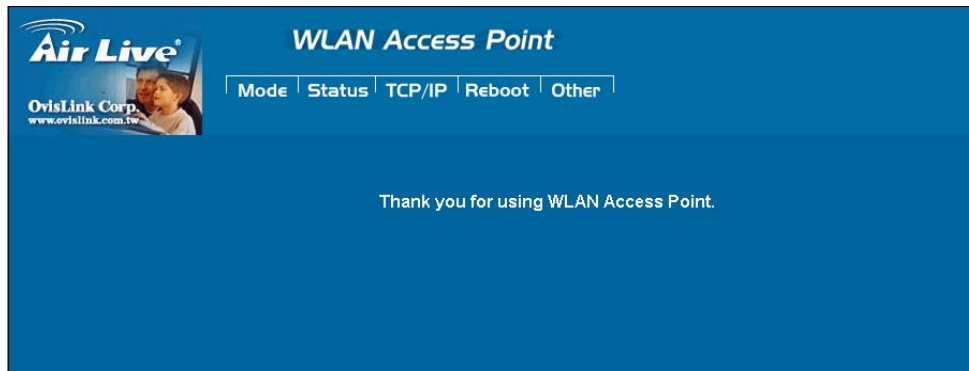 Air Live®
OvisLink Corp.
www.ovislink.com.tw
WLAN Access Point
Mode Status TCP/IP Reboot Other
Thank you for using WLAN Access Point.